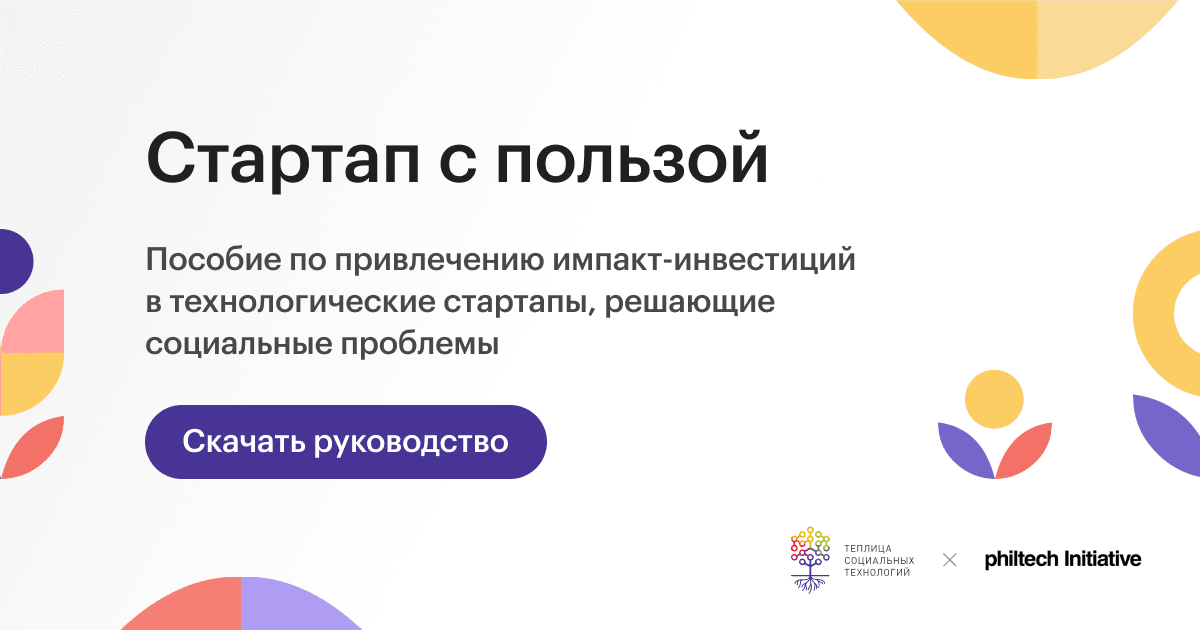 Стартап с пользой
Пособие по привлечению импакт-инвестиций
в технологические стартапы, решающие
социальные проблемы
Скачать руководство
ТЕПЛИЦА
СОЦИАЛЬНЫХ
ТЕХНОЛОГИЙ
philtech Initiative